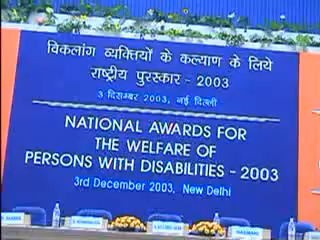 विकलांग व्यक्तियों के कल्याण के लिये
राष्ट्रीय पुरस्कार - 2003
3 दिसम्बर 2003, नई दिल्ली
NATIONAL AWARDS FOR
THE WELFARE OF
PERSONS WITH DISABILITIES - 2003
3rd December 2003, New Delhi